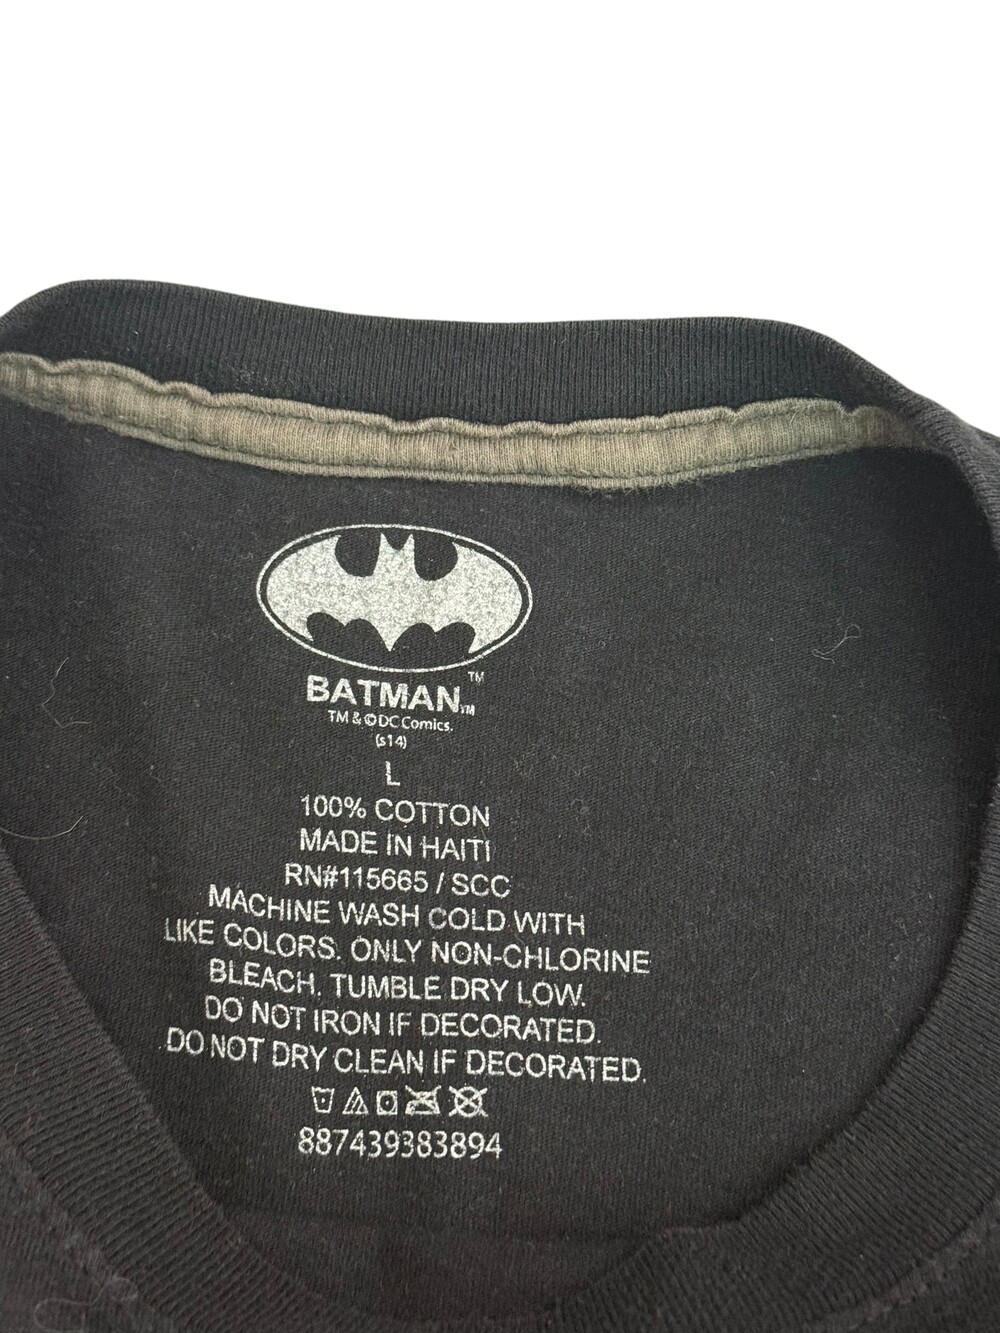 ™
BATMAN™
TM & © DC Comics.
(s14)
L
100% COTTON
MADE IN HAITI
RN#115665 / SCC
MACHINE WASH COLD WITH
LIKE COLORS. ONLY NON-CHLORINE
BLEACH. TUMBLE DRY LOW.
DO NOT IRON IF DECORATED.
DO NOT DRY CLEAN IF DECORATED.
887439383894